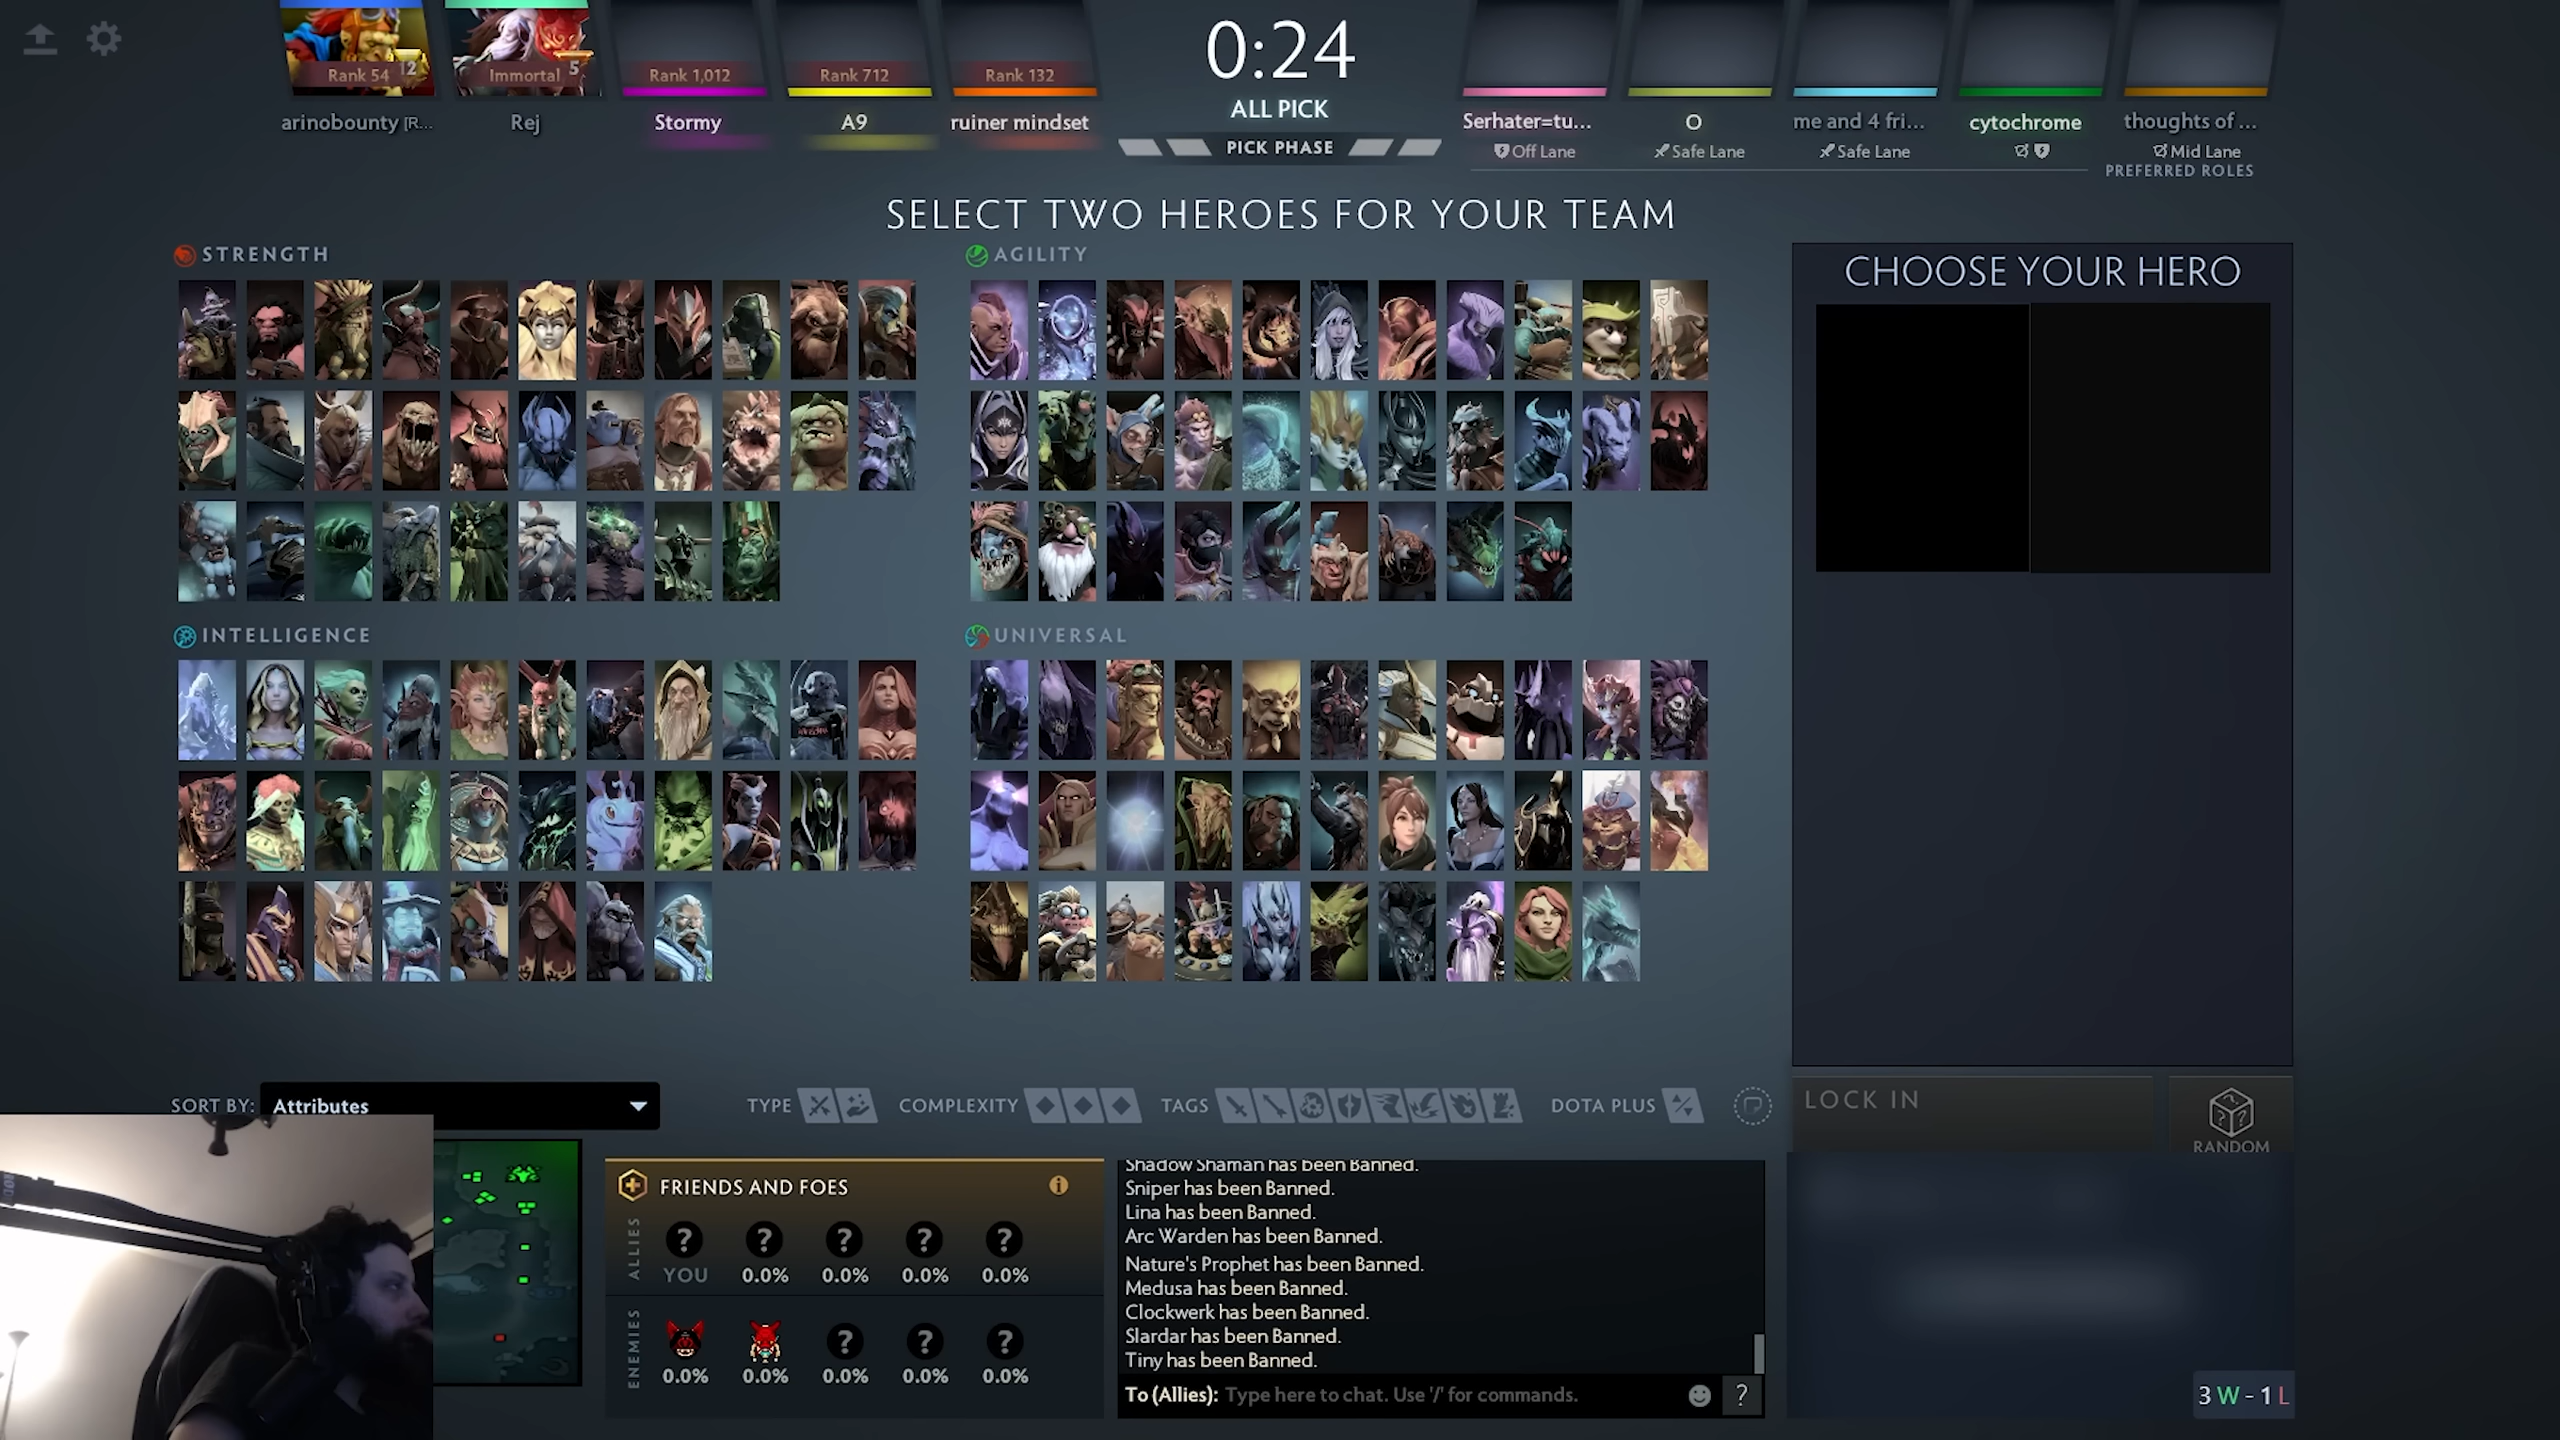 0:24
ALL PICK
PICK PHASE
Rank 54 12
Immortal 5
Rank 1,012
Rank 712
Rank 132
arinobounty [R...
Rej
Stormy
A9
ruiner mindset
Serhater=tu...
O
me and 4 fri...
cytochrome
thoughts of ...
Off Lane
Safe Lane
Safe Lane
Mid Lane
PREFERRED ROLES
SELECT TWO HEROES FOR YOUR TEAM
STRENGTH
AGILITY
CHOOSE YOUR HERO
INTELLIGENCE
UNIVERSAL
SORT BY: Attributes
TYPE
COMPLEXITY
TAGS
DOTA PLUS
LOCK IN
RANDOM
FRIENDS AND FOES
ALLIES
? ? ? ? ?
YOU 0.0% 0.0% 0.0% 0.0%
ENEMIES
? ? ?
0.0% 0.0% 0.0% 0.0% 0.0%
Shadow Shaman has been Banned.
Sniper has been Banned.
Lina has been Banned.
Arc Warden has been Banned.
Nature's Prophet has been Banned.
Medusa has been Banned.
Clockwerk has been Banned.
Slardar has been Banned.
Tiny has been Banned.
To (Allies): Type here to chat. Use '/' for commands.
?
3 W - 1 L